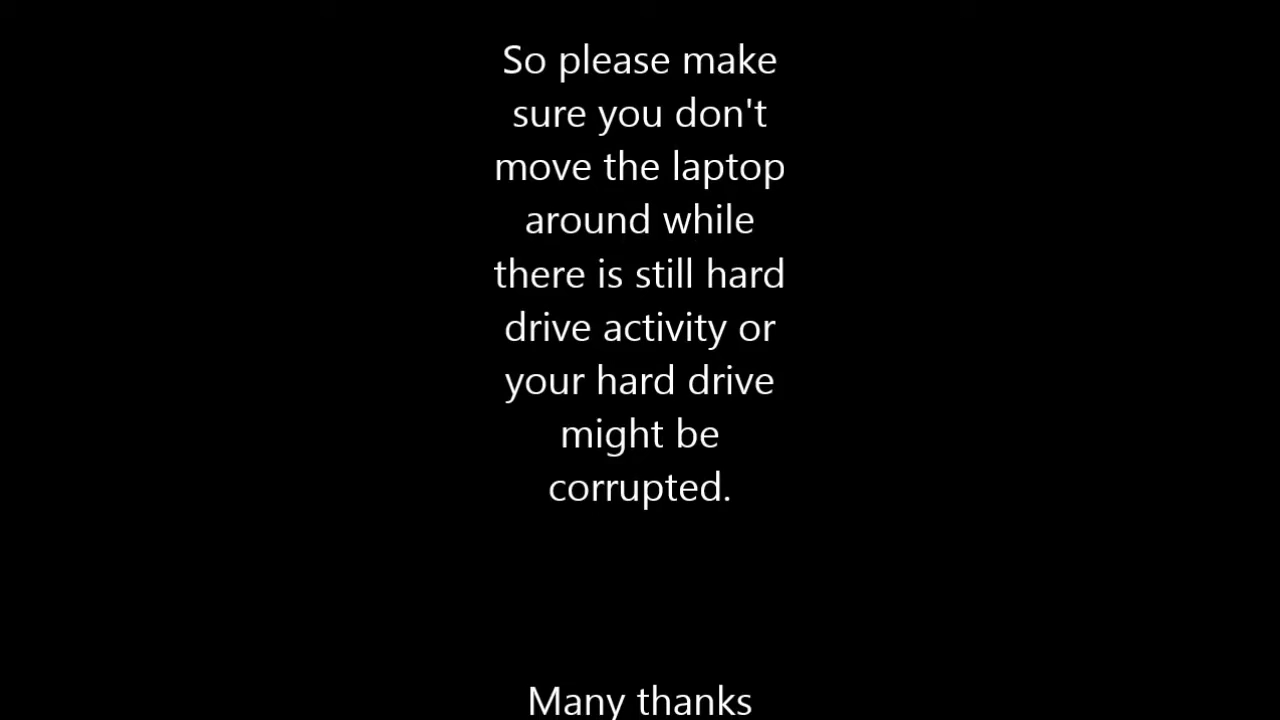 So please make
sure you don't
move the laptop
around while
there is still hard
drive activity or
your hard drive
might be
corrupted.
Many thanks